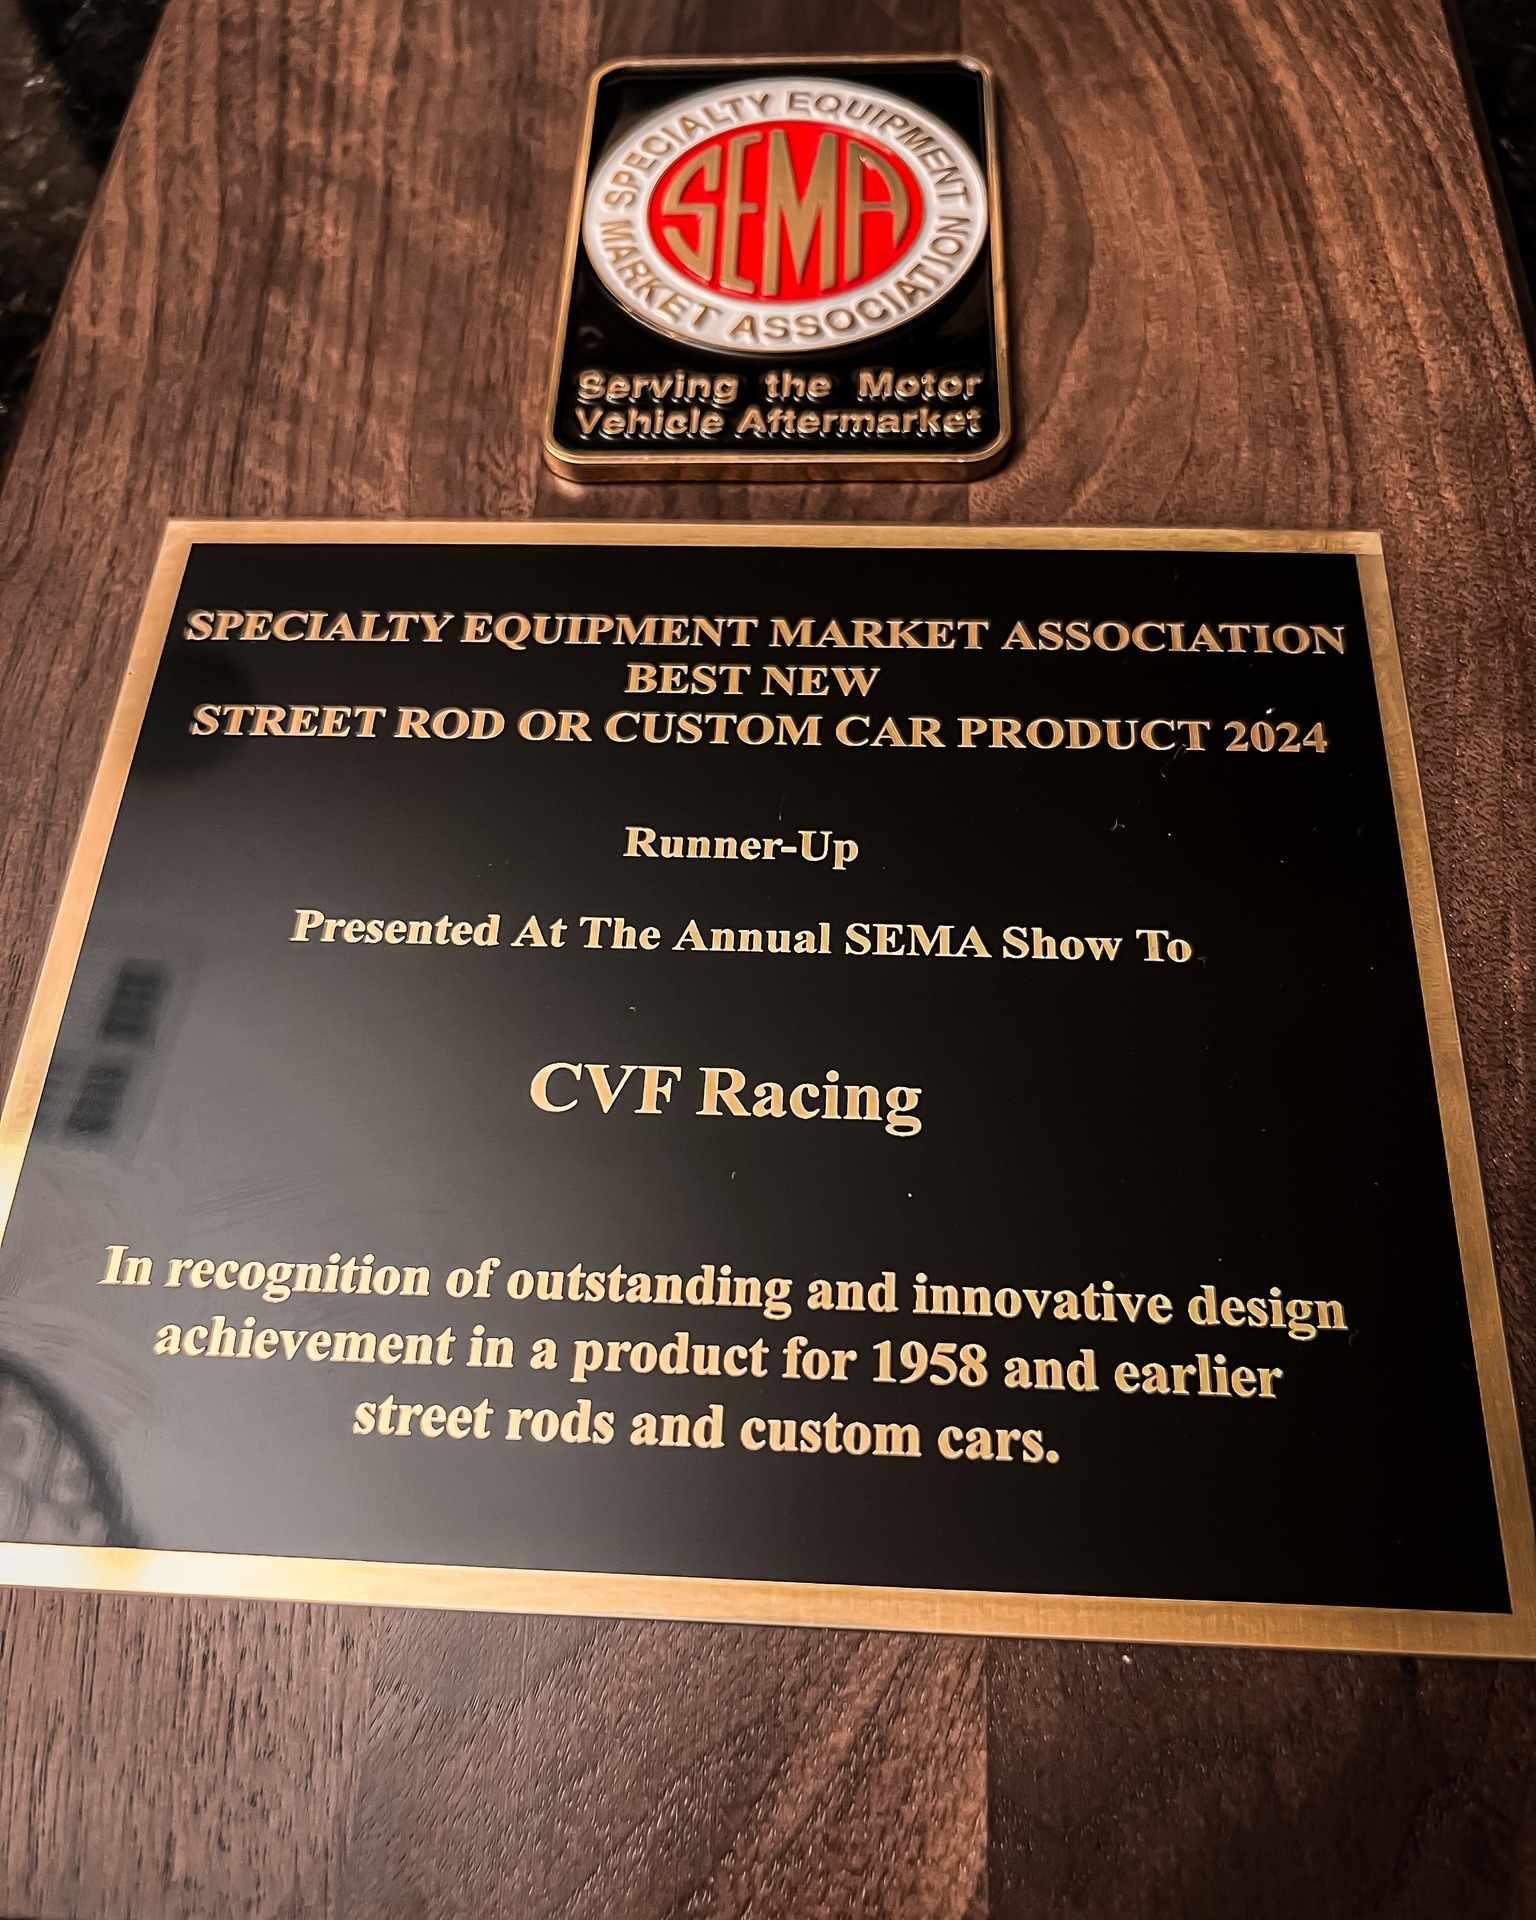 SPECIALTY EQUIPMENT
MARKET ASSOCIATION
SEMA
Serving the Motor
Vehicle Aftermarket
SPECIALTY EQUIPMENT MARKET ASSOCIATION
BEST NEW
STREET ROD OR CUSTOM CAR PRODUCT 2024
Runner-Up
Presented At The Annual SEMA Show To
CVF Racing
In recognition of outstanding and innovative design
achievement in a product for 1958 and earlier
street rods and custom cars.